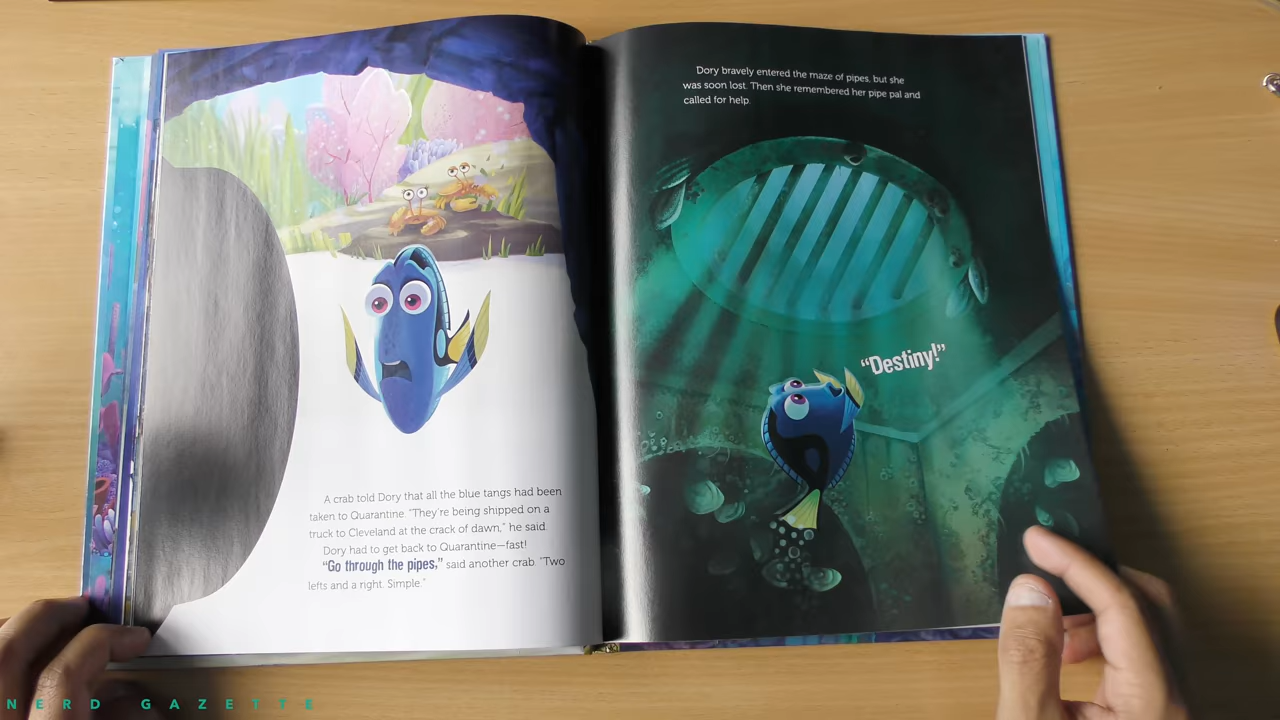 A crab told Dory that all the blue tangs had been
taken to Quarantine. "They're being shipped on a
truck to Cleveland at the crack of dawn," he said.
Dory had to get back to Quarantine—fast!
"Go through the pipes," said another crab. "Two
lefts and a right. Simple."
Dory bravely entered the maze of pipes, but she
was soon lost. Then she remembered her pipe pal and
called for help.
"Destiny!"
NERD GAZETTE